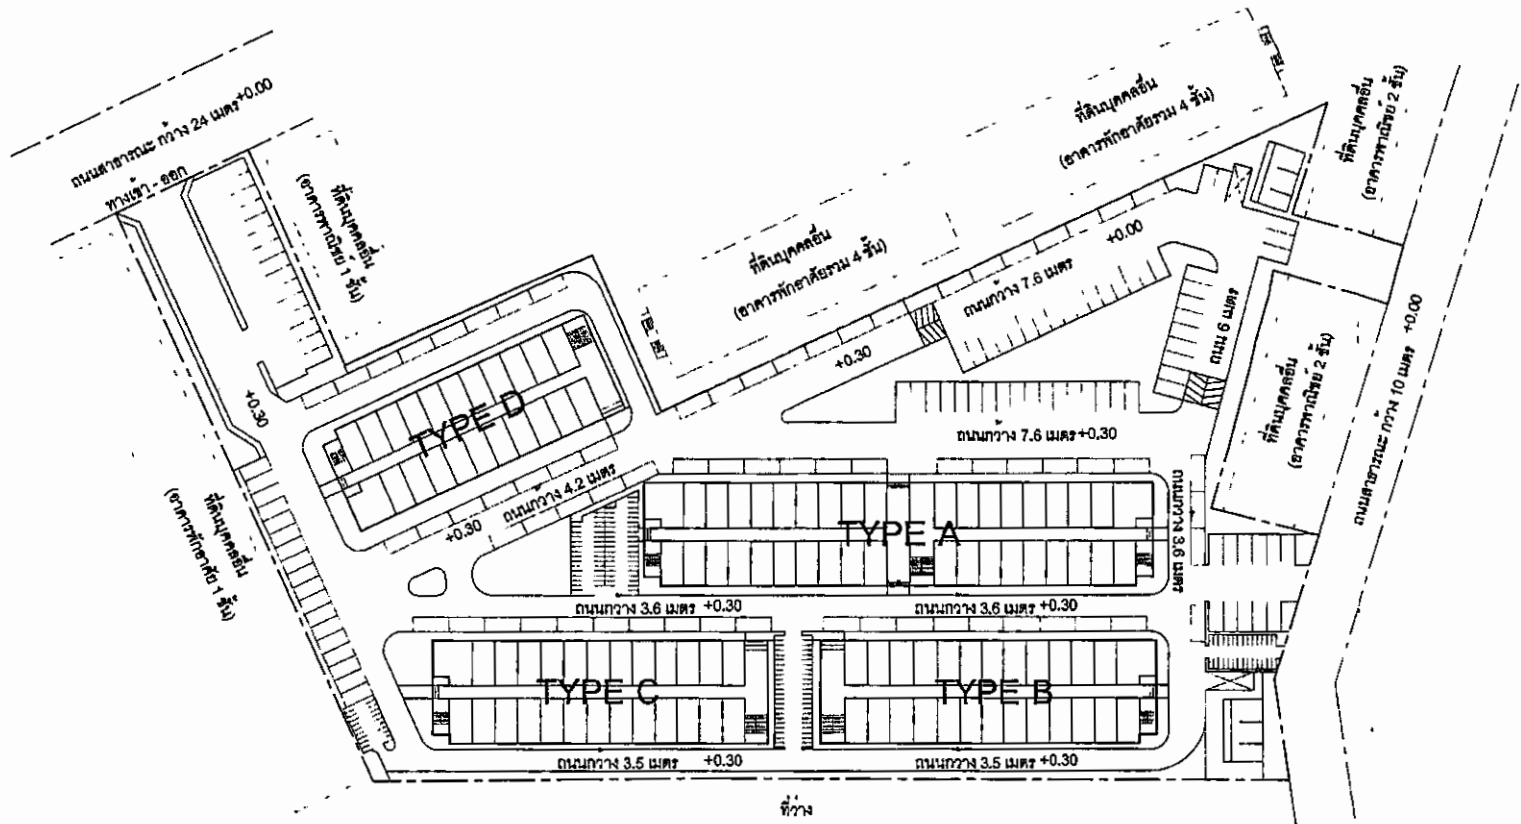 ถนนสาธารณะ กว้าง 24 เมตร +0.00
ทางเข้า - ออก
ที่ดินบุคคลอื่น
(อาคารพาณิชย์ 1 ชั้น)
ที่ดินบุคคลอื่น
(อาคารพักอาศัยรวม 4 ชั้น)
ที่ดินบุคคลอื่น
(อาคารพักอาศัยรวม 4 ชั้น)
ที่ดินบุคคลอื่น
(อาคารพาณิชย์ 2 ชั้น)
+0.00
ถนนกว้าง 7.6 เมตร
+0.30
ถนน 6 เมตร
ที่ดินบุคคลอื่น
(อาคารพาณิชย์ 2 ชั้น)
ถนนสาธารณะ กว้าง 10 เมตร +0.00
+0.30
TYPE D
ถนนกว้าง 7.6 เมตร +0.30
ถนนกว้าง 4.2 เมตร
+0.30
ที่ดินบุคคลอื่น
(อาคารพักอาศัย 1 ชั้น)
TYPE A
ถนนกว้าง 3.6 เมตร
ถนนกว้าง 3.6 เมตร +0.30
ถนนกว้าง 3.6 เมตร +0.30
TYPE C
TYPE B
ถนนกว้าง 3.5 เมตร +0.30
ถนนกว้าง 3.5 เมตร +0.30
ที่ว่าง